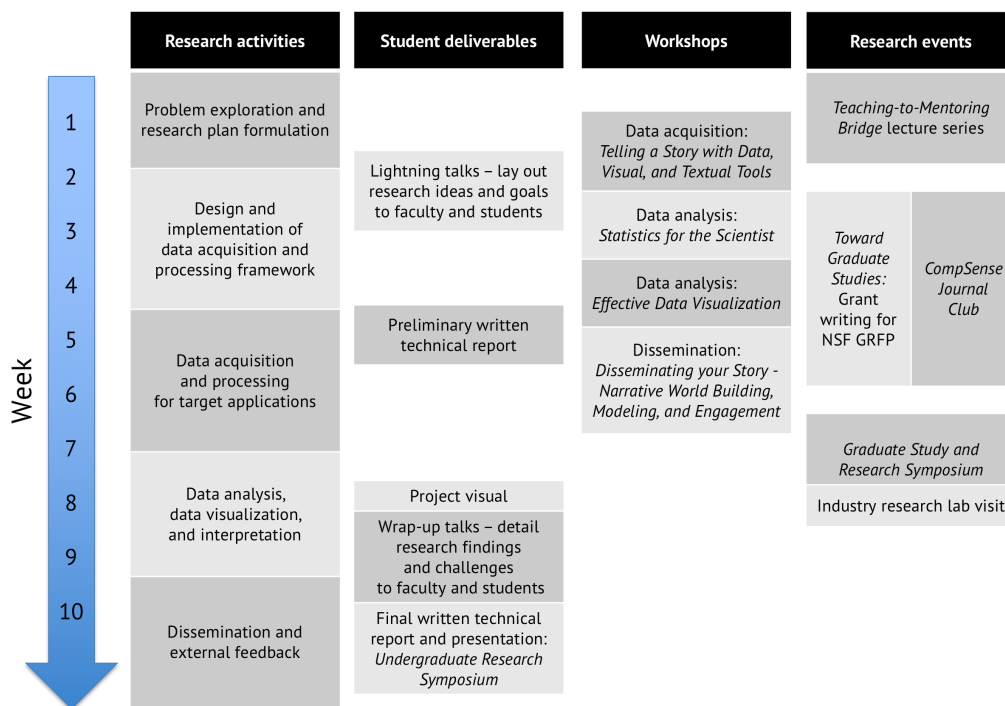 Research activities
Student deliverables
Workshops
Research events
Week
1
2
3
4
5
6
7
8
9
10
Problem exploration and
research plan formulation
Design and
implementation of
data acquisition and
processing framework
Data acquisition
and processing
for target applications
Data analysis,
data visualization,
and interpretation
Dissemination and
external feedback
Lightning talks – lay out
research ideas and goals
to faculty and students
Preliminary written
technical report
Project visual
Wrap-up talks – detail
research findings
and challenges
to faculty and students
Final written technical
report and presentation:
Undergraduate Research
Symposium
Data acquisition:
Telling a Story with Data,
Visual, and Textual Tools
Data analysis:
Statistics for the Scientist
Data analysis:
Effective Data Visualization
Dissemination:
Disseminating your Story -
Narrative World Building,
Modeling, and Engagement
Teaching-to-Mentoring
Bridge lecture series
Toward
Graduate
Studies:
Grant
writing for
NSF GRFP
CompSense
Journal
Club
Graduate Study and
Research Symposium
Industry research lab visit